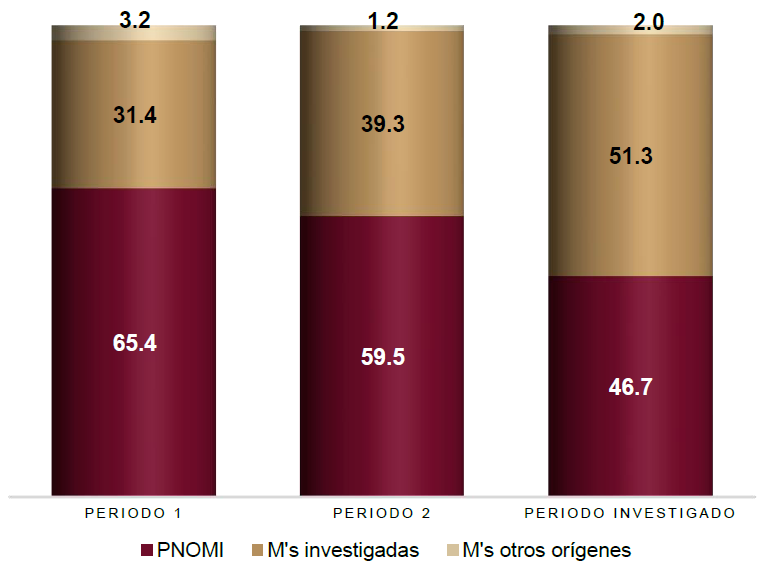 3.2 1.2 2.0
31.4 39.3 51.3
65.4 59.5 46.7
PERIODO 1 PERIODO 2 PERIODO INVESTIGADO
PNOMI M's investigadas M's otros orígenes